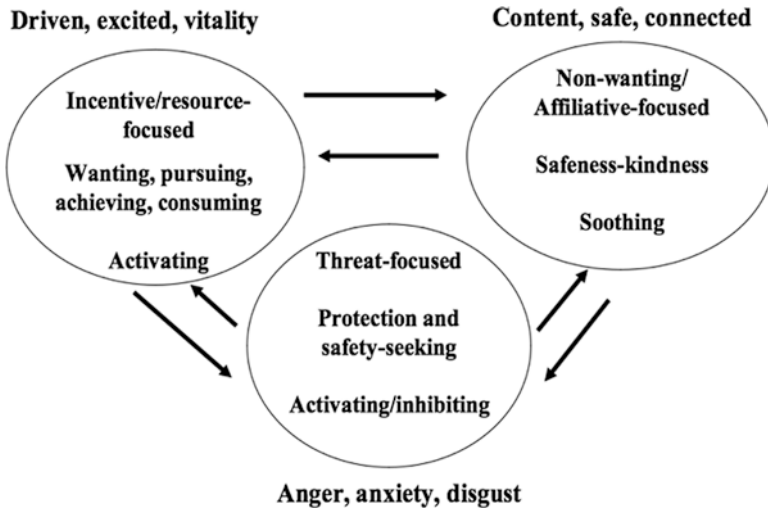 Driven, excited, vitality
Content, safe, connected
Incentive/resource-
focused
Wanting, pursuing,
achieving, consuming
Activating
Non-wanting/
Affiliative-focused
Safeness-kindness
Soothing
Threat-focused
Protection and
safety-seeking
Activating/inhibiting
Anger, anxiety, disgust